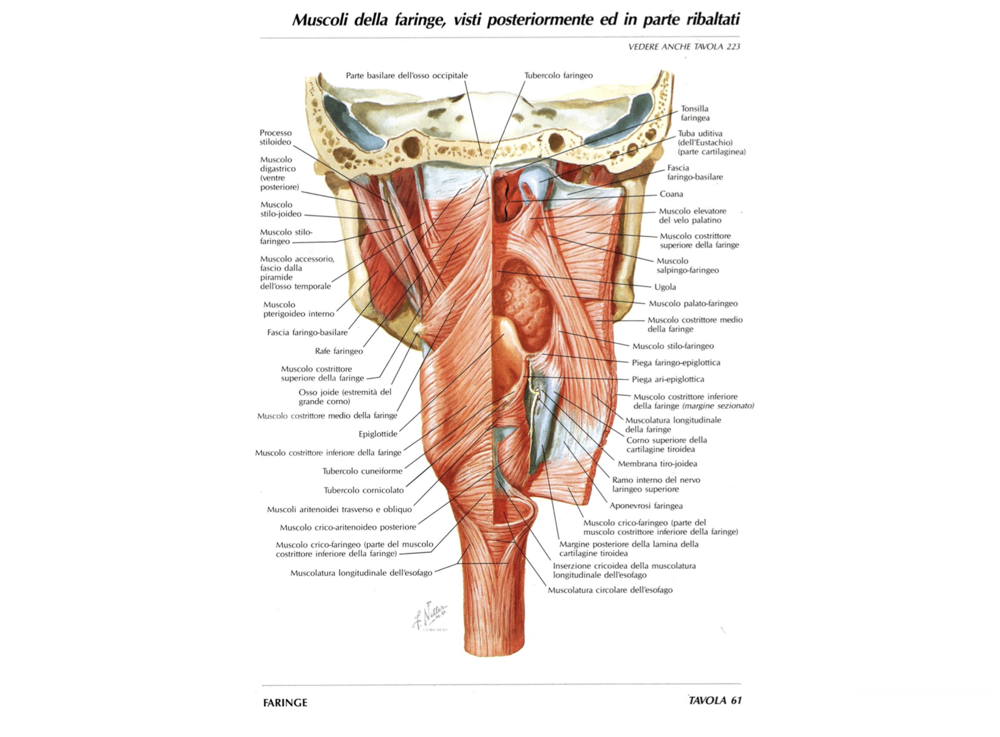 Muscoli della faringe, visti posteriormente ed in parte ribaltati
VEDERE ANCHE TAVOLA 223
Parte basilare dell'osso occipitale
Tubercolo faringeo
Processo
stiloideo
Muscolo
digastrico
(ventre
posteriore)
Muscolo
stilo-joideo
Muscolo stilo-
faringeo
Muscolo accessorio,
fascio dalla
piramide
dell'osso temporale
Muscolo
pterigoideo interno
Fascia faringo-basilare
Rafe faringeo
Muscolo costrittore
superiore della faringe
Osso joide (estremità del
grande corno)
Muscolo costrittore medio della faringe
Epiglottide
Muscolo costrittore inferiore della faringe
Tubercolo cuneiforme
Tubercolo cornicolato
Muscoli aritenoidei trasverso e obliquo
Muscolo crico-aritenoideo posteriore
Muscolo crico-faringeo (parte del muscolo
costrittore inferiore della faringe)
Muscolatura longitudinale dell'esofago
Tonsilla
faringea
Tuba uditiva
(dell'Eustachio)
(parte cartilaginea)
Fascia
faringo-basilare
Coana
Muscolo elevatore
del velo palatino
Muscolo costrittore
superiore della faringe
Muscolo
salpingo-faringeo
Ugola
Muscolo palato-faringeo
Muscolo costrittore medio
della faringe
Muscolo stilo-faringeo
Piega faringo-epiglottica
Piega ari-epiglottica
Muscolo costrittore inferiore
della faringe (margine sezionato)
Muscolatura longitudinale
della faringe
Corno superiore della
cartilagine tiroidea
Membrana tiro-joidea
Ramo interno del nervo
laringeo superiore
Aponevrosi faringea
Muscolo crico-faringeo (parte del
muscolo costrittore inferiore della faringe)
Margine posteriore della lamina della
cartilagine tiroidea
Inserzione cricoidea della muscolatura
longitudinale dell'esofago
Muscolatura circolare dell'esofago
F. Netter
M.D.
© CIBA-GEIGY
FARINGE
TAVOLA 61